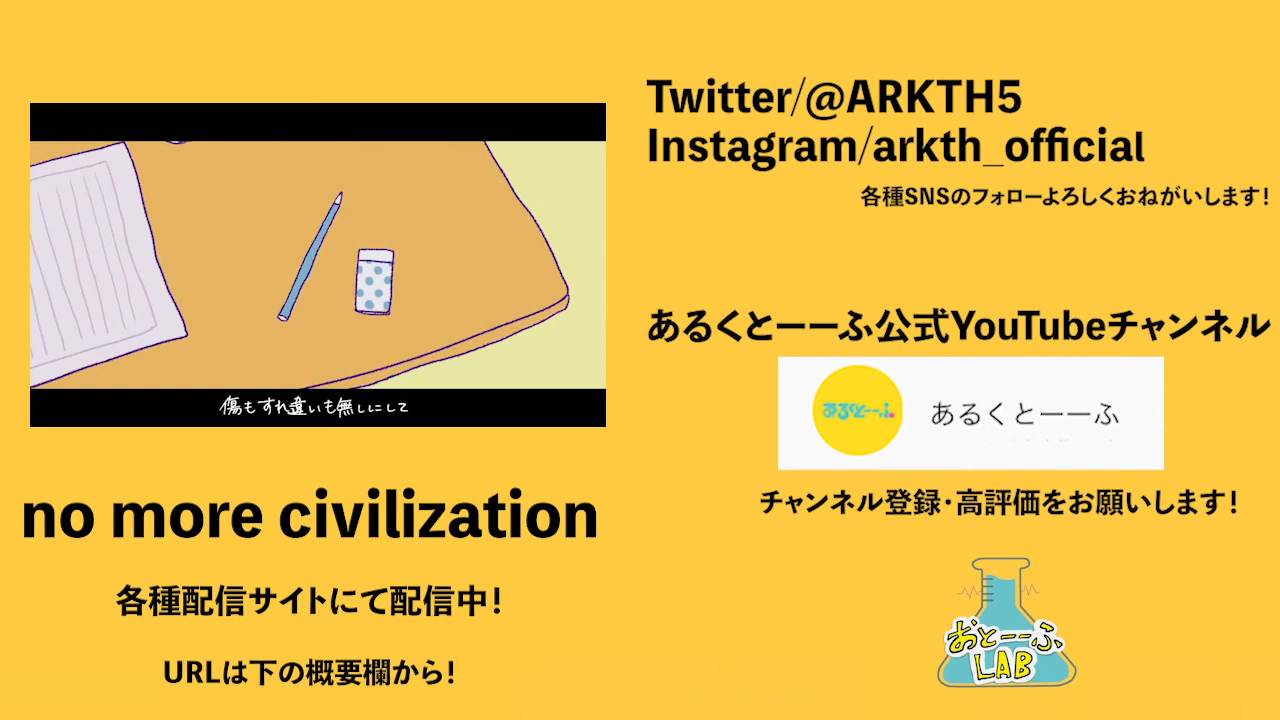 傷もすれ違いも無しにして
no more civilization
各種配信サイトにて配信中!
URLは下の概要欄から!
Twitter/@ARKTH5
Instagram/arkth_official
各種SNSのフォローよろしくおねがいします!
あるくとーーふ公式YouTubeチャンネル
あるくとーーふ
あるくとーーふ
チャンネル登録・高評価をお願いします!
おとーーふ
LAB